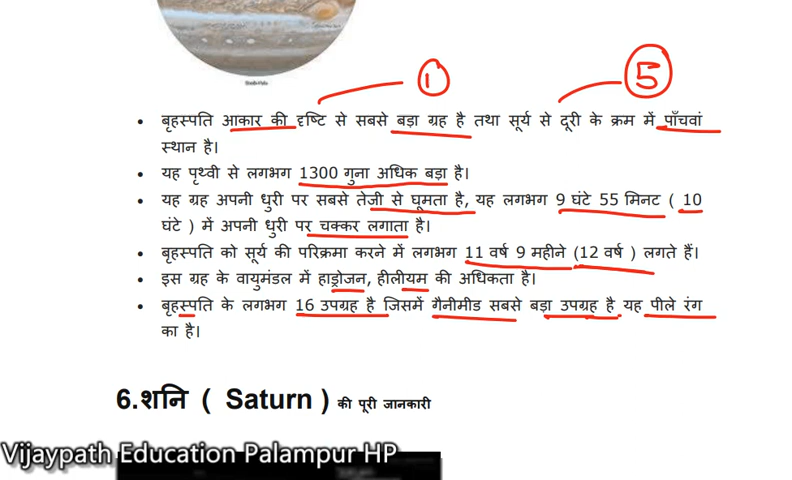 1
5
बृहस्पति आकार की दृष्टि से सबसे बड़ा ग्रह है तथा सूर्य से दूरी के क्रम में पाँचवां
स्थान है।
यह पृथ्वी से लगभग 1300 गुना अधिक बड़ा है।
यह ग्रह अपनी धुरी पर सबसे तेजी से घूमता है, यह लगभग 9 घंटे 55 मिनट ( 10
घंटे ) में अपनी धुरी पर चक्कर लगाता है।
बृहस्पति को सूर्य की परिक्रमा करने में लगभग 11 वर्ष 9 महीने (12 वर्ष ) लगते हैं।
इस ग्रह के वायुमंडल में हाड्रोजन, हीलीयम की अधिकता है।
बृहस्पति के लगभग 16 उपग्रह है जिसमें गैनीमीड सबसे बड़ा उपग्रह है यह पीले रंग
का है।
6.शनि ( Saturn ) की पूरी जानकारी
Vijaypath Education Palampur HP